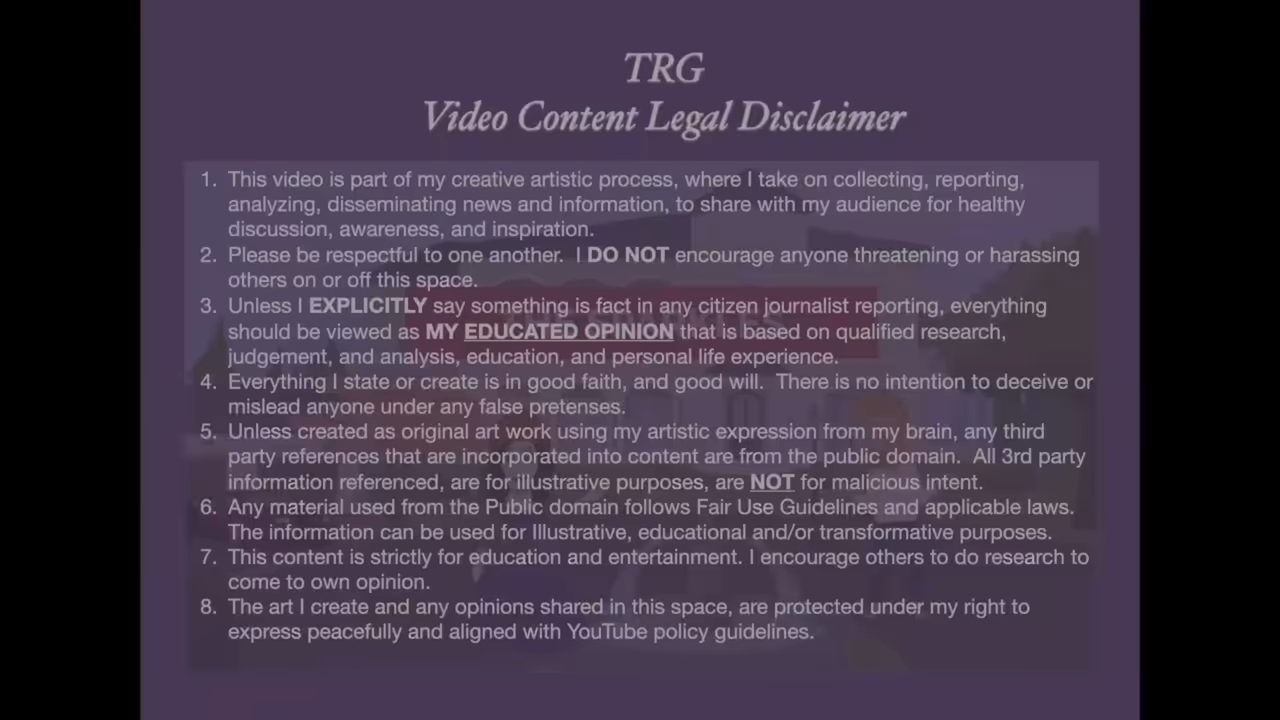 TRG
Video Content Legal Disclaimer
1. This video is part of my creative artistic process, where I take on collecting, reporting,
analyzing, disseminating news and information, to share with my audience for healthy
discussion, awareness, and inspiration.
2. Please be respectful to one another. I DO NOT encourage anyone threatening or harassing
others on or off this space.
3. Unless I EXPLICITLY say something is fact in any citizen journalist reporting, everything
should be viewed as MY EDUCATED OPINION that is based on qualified research,
judgement, and analysis, education, and personal life experience.
4. Everything I state or create is in good faith, and good will. There is no intention to deceive or
mislead anyone under any false pretenses.
5. Unless created as original art work using my artistic expression from my brain, any third
party references that are incorporated into content are from the public domain. All 3rd party
information referenced, are for illustrative purposes, are NOT for malicious intent.
6. Any material used from the Public domain follows Fair Use Guidelines and applicable laws.
The information can be used for Illustrative, educational and/or transformative purposes.
7. This content is strictly for education and entertainment. I encourage others to do research to
come to own opinion.
8. The art I create and any opinions shared in this space, are protected under my right to
express peacefully and aligned with YouTube policy guidelines.